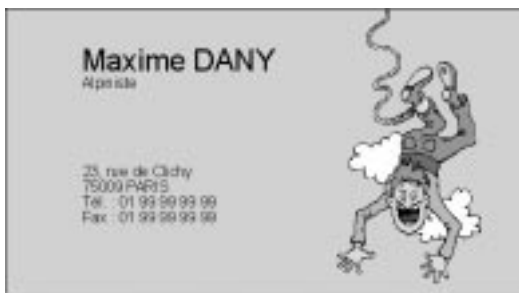 Maxime DANY
Alpiniste
23, rue de Clichy
75009 PARIS
Tél. : 01 99 99 99 99
Fax : 01 99 99 99 99